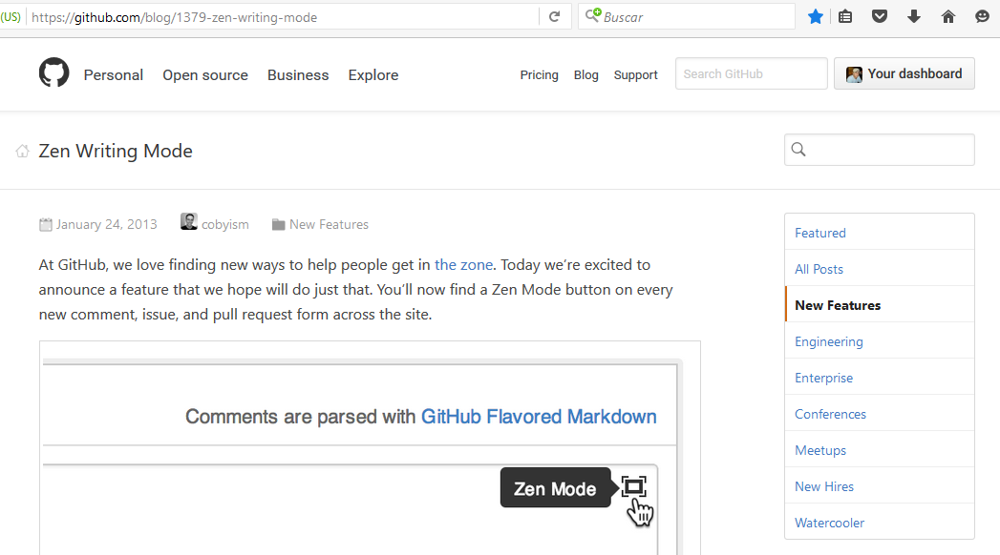 (US) https://github.com/blog/1379-zen-writing-mode Buscar
Personal Open source Business Explore Pricing Blog Support Search GitHub Your dashboard
Zen Writing Mode
January 24, 2013 cobyism New Features
At GitHub, we love finding new ways to help people get in the zone. Today we’re excited to
announce a feature that we hope will do just that. You’ll now find a Zen Mode button on every
new comment, issue, and pull request form across the site.
Comments are parsed with GitHub Flavored Markdown
Zen Mode
Featured
All Posts
New Features
Engineering
Enterprise
Conferences
Meetups
New Hires
Watercooler